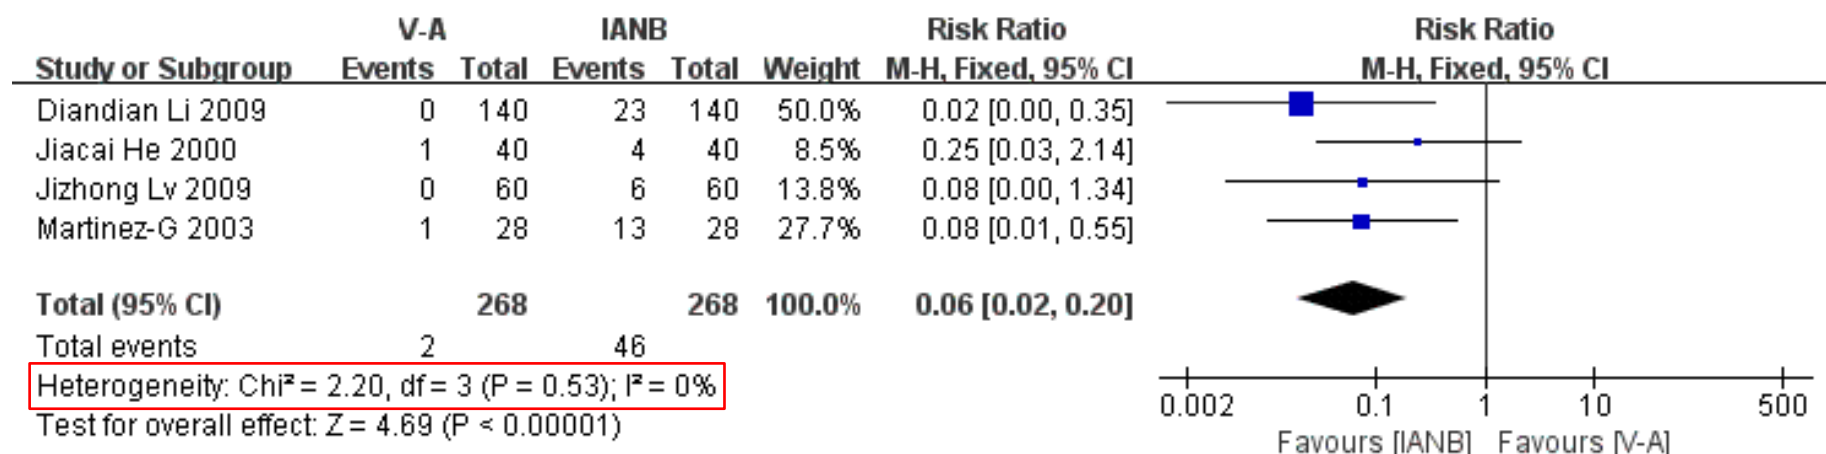 V-A IANB Risk Ratio Risk Ratio
Study or Subgroup Events Total Events Total Weight M-H, Fixed, 95% CI M-H, Fixed, 95% CI
Diandian Li 2009 0 140 23 140 50.0% 0.02 [0.00, 0.35]
Jiacai He 2000 1 40 4 40 8.5% 0.25 [0.03, 2.14]
Jizhong Lv 2009 0 60 6 60 13.8% 0.08 [0.00, 1.34]
Martinez-G 2003 1 28 13 28 27.7% 0.08 [0.01, 0.55]
Total (95% CI) 268 268 100.0% 0.06 [0.02, 0.20]
Total events 2 46
Heterogeneity: Chi² = 2.20, df = 3 (P = 0.53); I² = 0%
Test for overall effect: Z = 4.69 (P < 0.00001)
0.002 0.1 1 10 500
Favours [IANB] Favours [V-A]